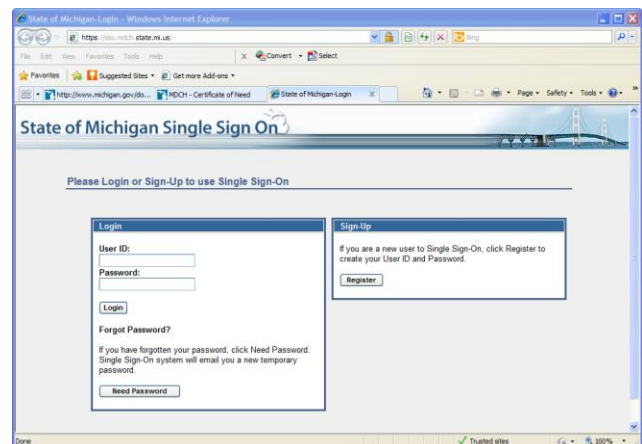 State of Michigan-Login - Windows Internet Explorer
https://sso.mdch.state.mi.us
Bing
File Edit View Favorites Tools Help
x Convert Select
Favorites Suggested Sites Get more Add-ons
http://www.michigan.gov/do... MDCH - Certificate of Need State of Michigan-Login x Page Safety Tools
State of Michigan Single Sign On
Please Login or Sign-Up to use Single Sign-On
Login
User ID:
Password:
Login
Forgot Password?
If you have forgotten your password, click Need Password.
Single Sign-On system will email you a new temporary
password.
Need Password
Sign-Up
If you are a new user to Single Sign-On, click Register to
create your User ID and Password.
Register
Done Trusted sites 100%